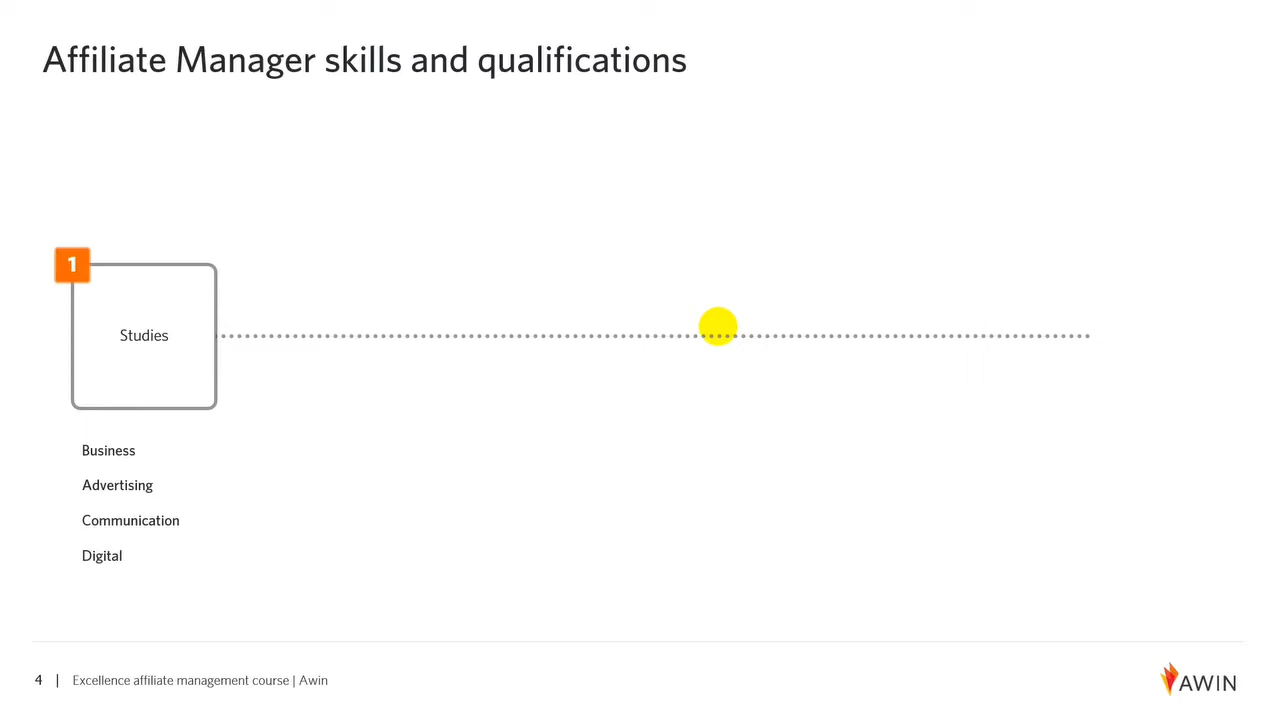 Affiliate Manager skills and qualifications
1
Studies
Business
Advertising
Communication
Digital
4 | Excellence affiliate management course | Awin
AWIN